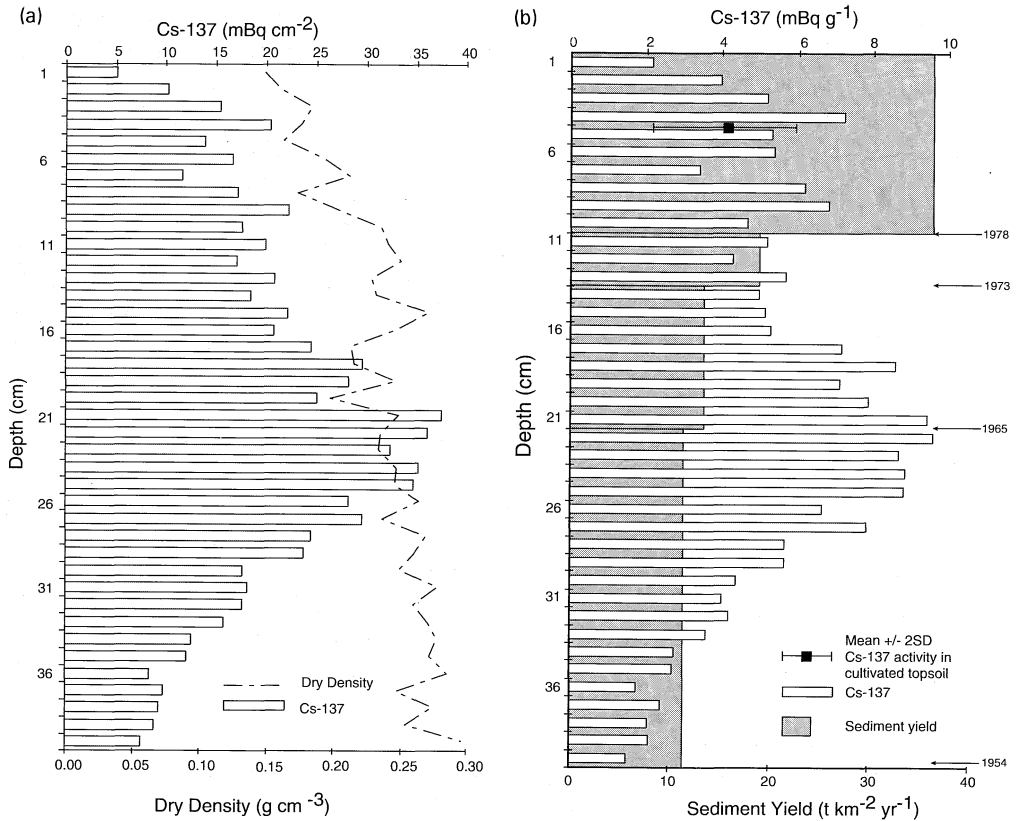 (a)
Cs-137 (mBq cm-2)
0 5 10 15 20 25 30 35 40
1
6
11
16
21
26
31
36
Depth (cm)
Dry Density
Cs-137
0.00 0.05 0.10 0.15 0.20 0.25 0.30
Dry Density (g cm -3)
(b)
Cs-137 (mBq g-1)
0 2 4 6 8 10
1
6
11
16
21
26
31
36
Depth (cm)
1978
1973
1965
1954
Mean +/- 2SD
Cs-137 activity in
cultivated topsoil
Cs-137
Sediment yield
0 10 20 30 40
Sediment Yield (t km-2 yr-1)